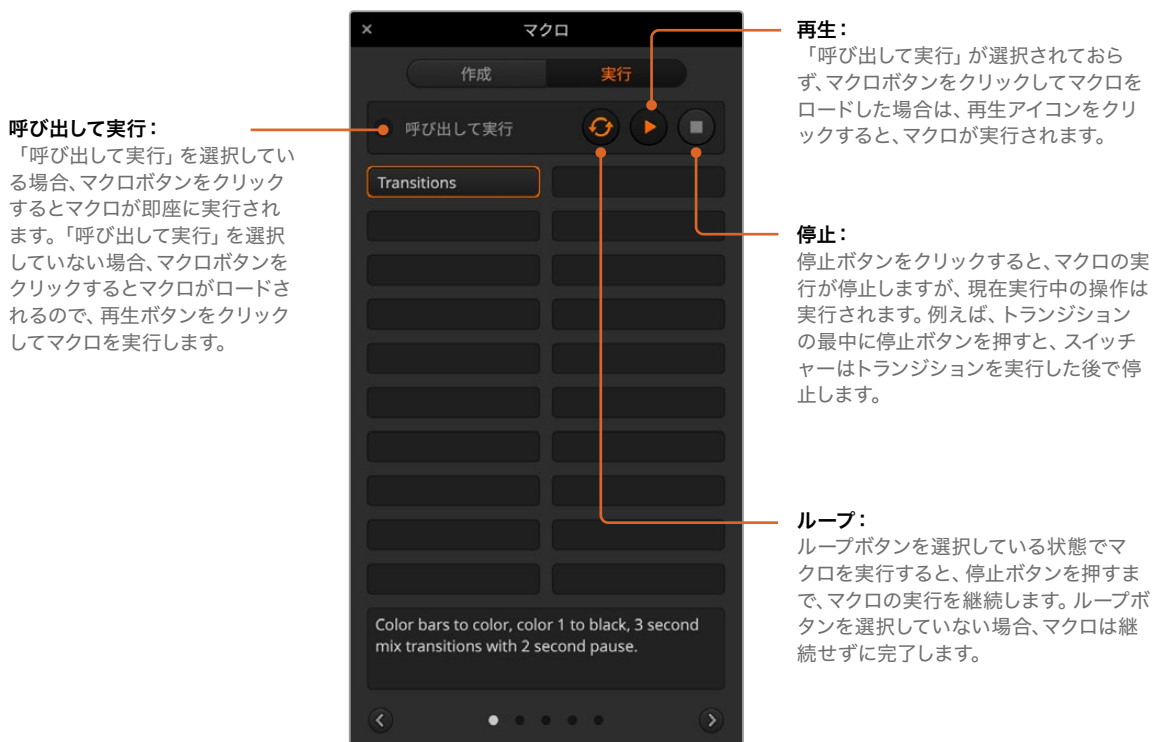 呼び出して実行：
「呼び出して実行」を選択してい
る場合、マクロボタンをクリック
するとマクロが即座に実行され
ます。「呼び出して実行」を選択
していない場合、マクロボタンを
クリックするとマクロがロードさ
れるので、再生ボタンをクリック
してマクロを実行します。
× マクロ
作成 実行
呼び出して実行
Transitions
Color bars to color, color 1 to black, 3 second
mix transitions with 2 second pause.
再生：
「呼び出して実行」が選択されておら
ず、マクロボタンをクリックしてマクロを
ロードした場合は、再生アイコンをクリ
ックすると、マクロが実行されます。
停止：
停止ボタンをクリックすると、マクロの実
行が停止しますが、現在実行中の操作は
実行されます。例えば、トランジション
の最中に停止ボタンを押すと、スイッチ
ャーはトランジションを実行した後で停
止します。
ループ：
ループボタンを選択している状態でマ
クロを実行すると、停止ボタンを押すま
で、マクロの実行を継続します。ループボ
タンを選択していない場合、マクロは継
続せずに完了します。